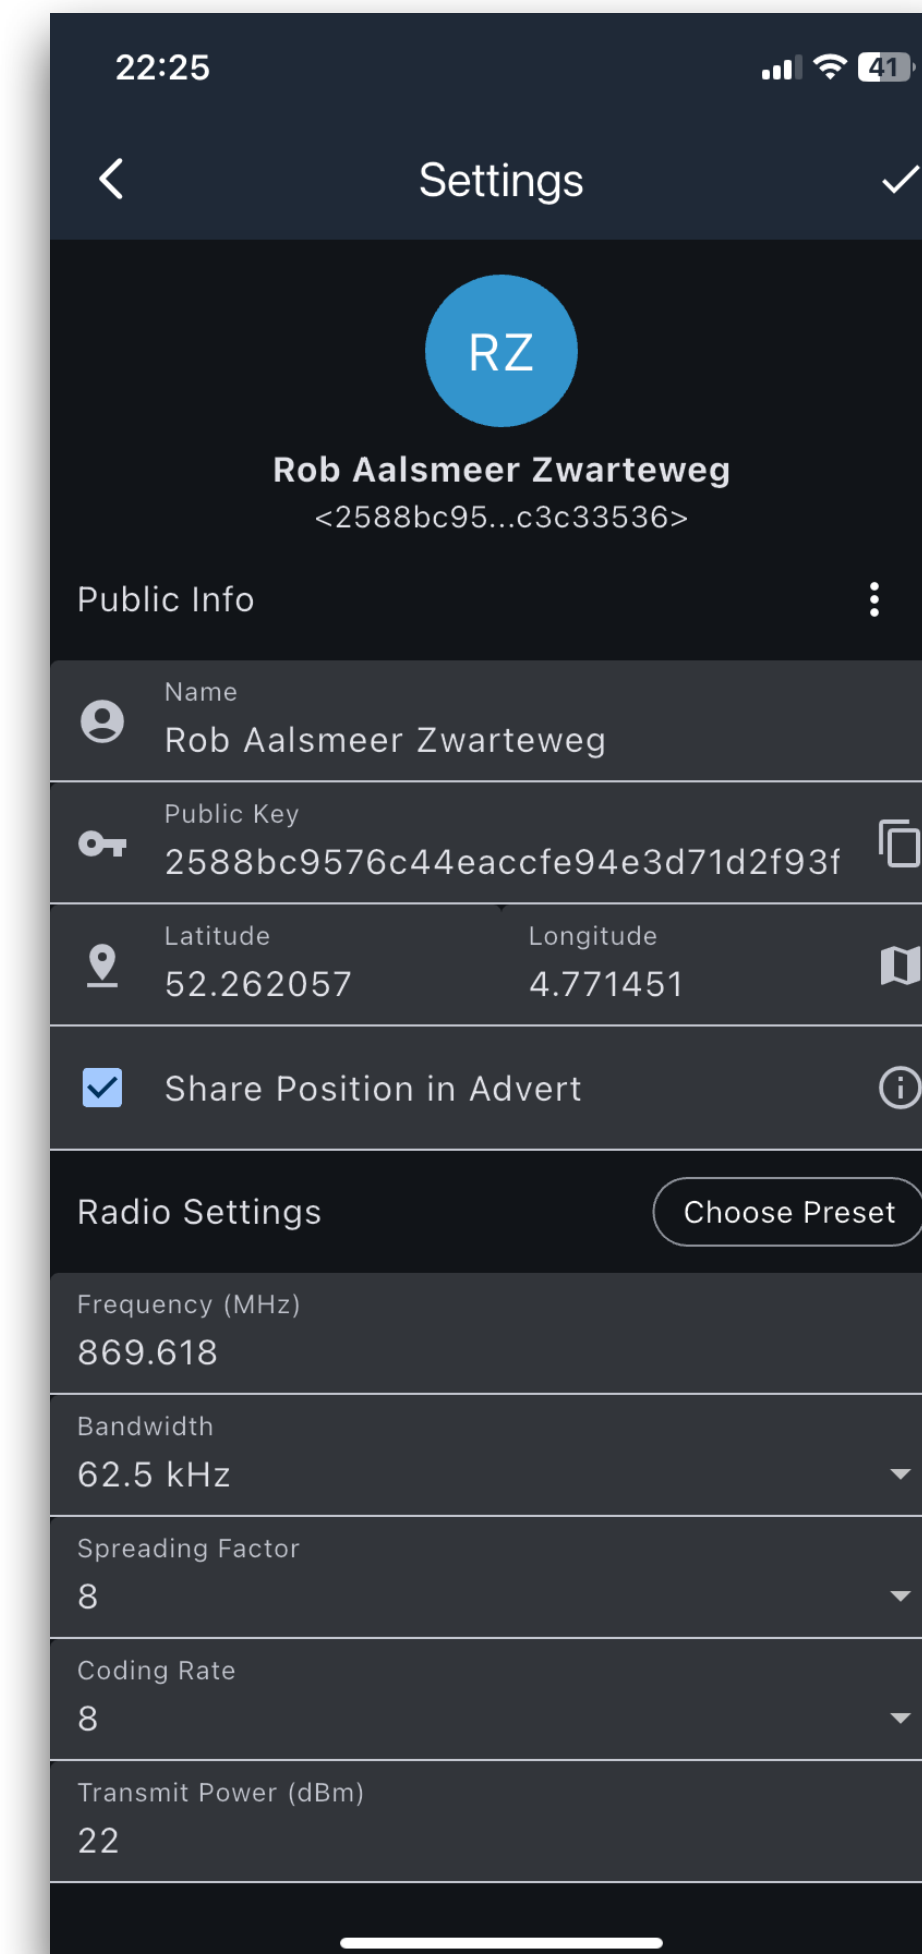 22:25
41
Settings
RZ
Rob Aalsmeer Zwarteweg
<2588bc95...c3c33536>
Public Info
Name
Rob Aalsmeer Zwarteweg
Public Key
2588bc9576c44eaccfe94e3d71d2f93f
Latitude Longitude
52.262057 4.771451
Share Position in Advert
Radio Settings Choose Preset
Frequency (MHz)
869.618
Bandwidth
62.5 kHz
Spreading Factor
8
Coding Rate
8
Transmit Power (dBm)
22